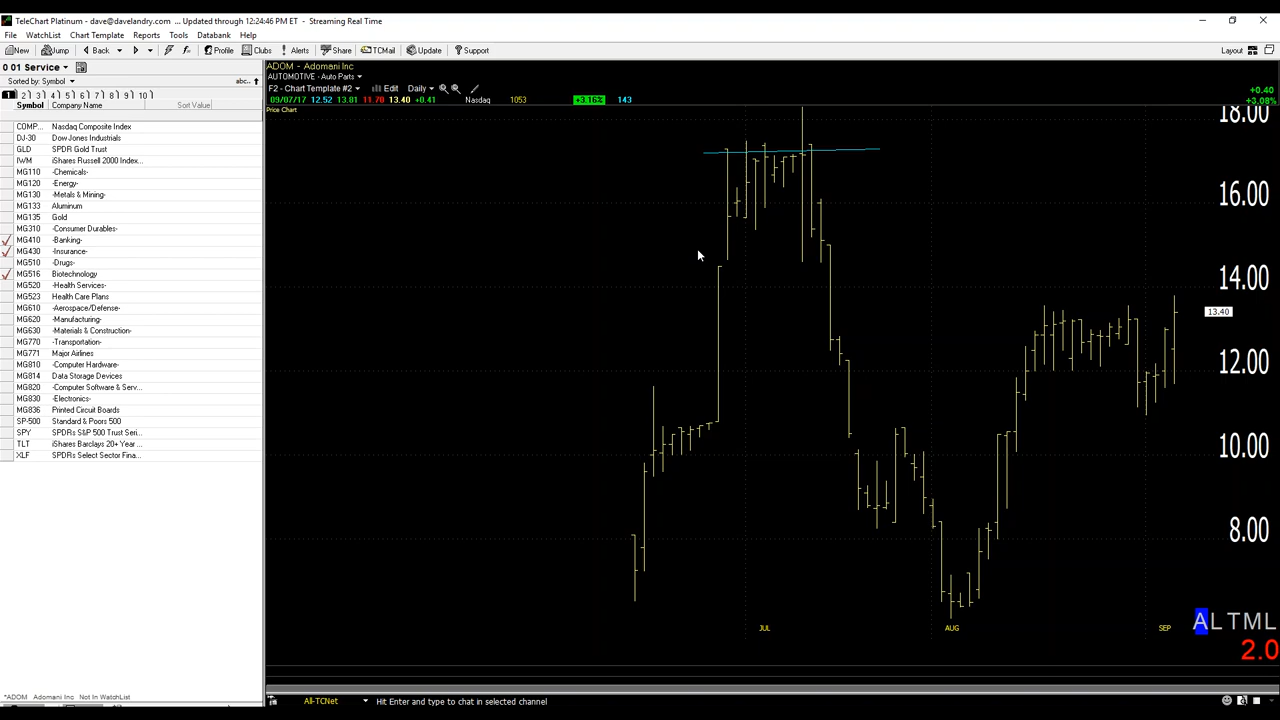 TeleChart Platinum - dave@davelandry.com ... Updated through 12:24:46 PM ET - Streaming Real Time
File WatchList Chart Template Reports Tools Databank Help
New Jump Back Profile Clubs Alerts Share TCMail Update Support Layout
0 01 Service
Sorted by: Symbol abc..
1 2 3 4 5 6 7 8 9 10
Symbol Company Name Sort Value
COMP... Nasdaq Composite Index
DJ-30 Dow Jones Industrials
GLD SPDR Gold Trust
IWM iShares Russell 2000 Index...
MG110 -Chemicals-
MG120 -Energy-
MG130 -Metals & Mining-
MG133 Aluminum
MG135 Gold
MG310 -Consumer Durables-
MG410 -Banking-
MG430 -Insurance-
MG510 -Drugs-
MG516 Biotechnology
MG520 -Health Services-
MG523 Health Care Plans
MG610 -Aerospace/Defense-
MG620 -Manufacturing-
MG630 -Materials & Construction-
MG770 -Transportation-
MG771 Major Airlines
MG810 -Computer Hardware-
MG814 Data Storage Devices
MG820 -Computer Software & Serv...
MG830 -Electronics-
MG836 Printed Circuit Boards
SP-500 Standard & Poors 500
SPY SPDRs S&P 500 Trust Seri...
TLT iShares Barclays 20+ Year ...
XLF SPDRs Select Sector Fina...
*ADOM Adomani Inc Not In WatchList
ADOM - Adomani Inc
AUTOMOTIVE - Auto Parts
F2 - Chart Template #2 Edit Daily
09/07/17 12.52 13.81 11.70 13.40 +0.41 Nasdaq 1053 +3.16% 143
+0.40
+3.08%
Price Chart
18.00
16.00
14.00
13.40
12.00
10.00
8.00
JUL AUG SEP
ALTML
2.0
All-TCNet Hit Enter and type to chat in selected channel